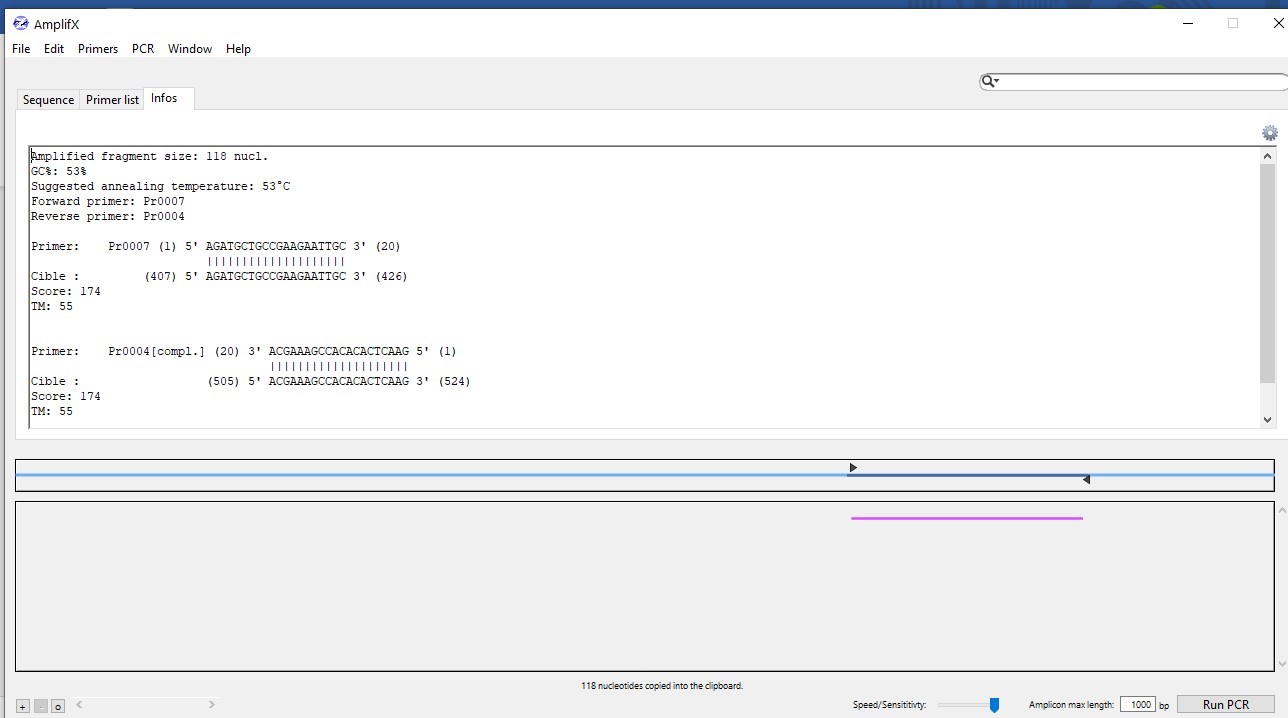 AmplifX
File Edit Primers PCR Window Help
Sequence Primer list Infos
Amplified fragment size: 118 nucl.
GC%: 53%
Suggested annealing temperature: 53°C
Forward primer: Pr0007
Reverse primer: Pr0004
Primer: Pr0007 (1) 5' AGATGCTGCCGAAGAATTGC 3' (20)
||||||||||||||||||||
Cible : (407) 5' AGATGCTGCCGAAGAATTGC 3' (426)
Score: 174
TM: 55
Primer: Pr0004[compl.] (20) 3' ACGAAAGCCACACACTCAAG 5' (1)
||||||||||||||||||||
Cible : (505) 5' ACGAAAGCCACACACTCAAG 3' (524)
Score: 174
TM: 55
118 nucleotides copied into the clipboard.
+ - o < > Speed/Sensititivty: Amplicon max length: 1000 bp Run PCR